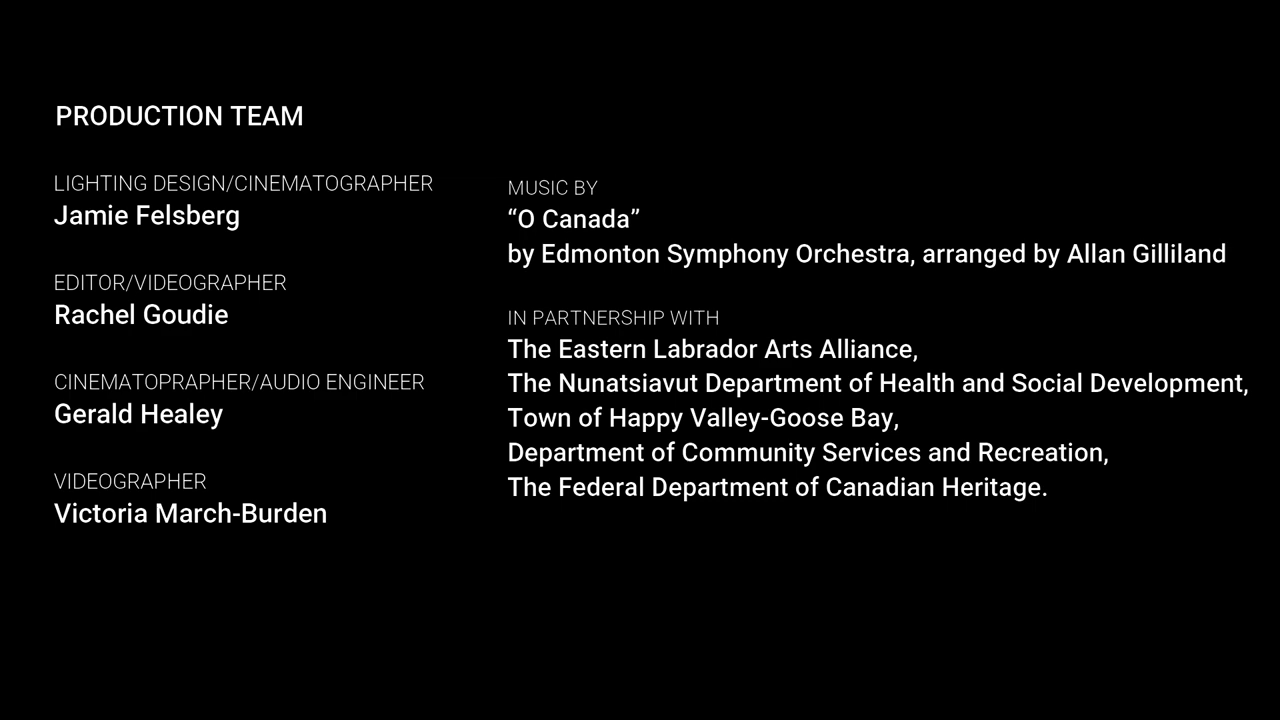 PRODUCTION TEAM
LIGHTING DESIGN/CINEMATOGRAPHER
Jamie Felsberg
EDITOR/VIDEOGRAPHER
Rachel Goudie
CINEMATOPRAPHER/AUDIO ENGINEER
Gerald Healey
VIDEOGRAPHER
Victoria March-Burden
MUSIC BY
“O Canada”
by Edmonton Symphony Orchestra, arranged by Allan Gilliland
IN PARTNERSHIP WITH
The Eastern Labrador Arts Alliance,
The Nunatsiavut Department of Health and Social Development,
Town of Happy Valley-Goose Bay,
Department of Community Services and Recreation,
The Federal Department of Canadian Heritage.